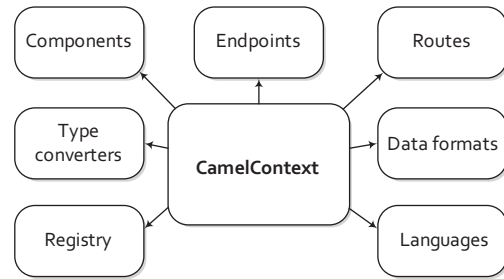 Components
Endpoints
Routes
Type
converters
CamelContext
Data formats
Registry
Languages